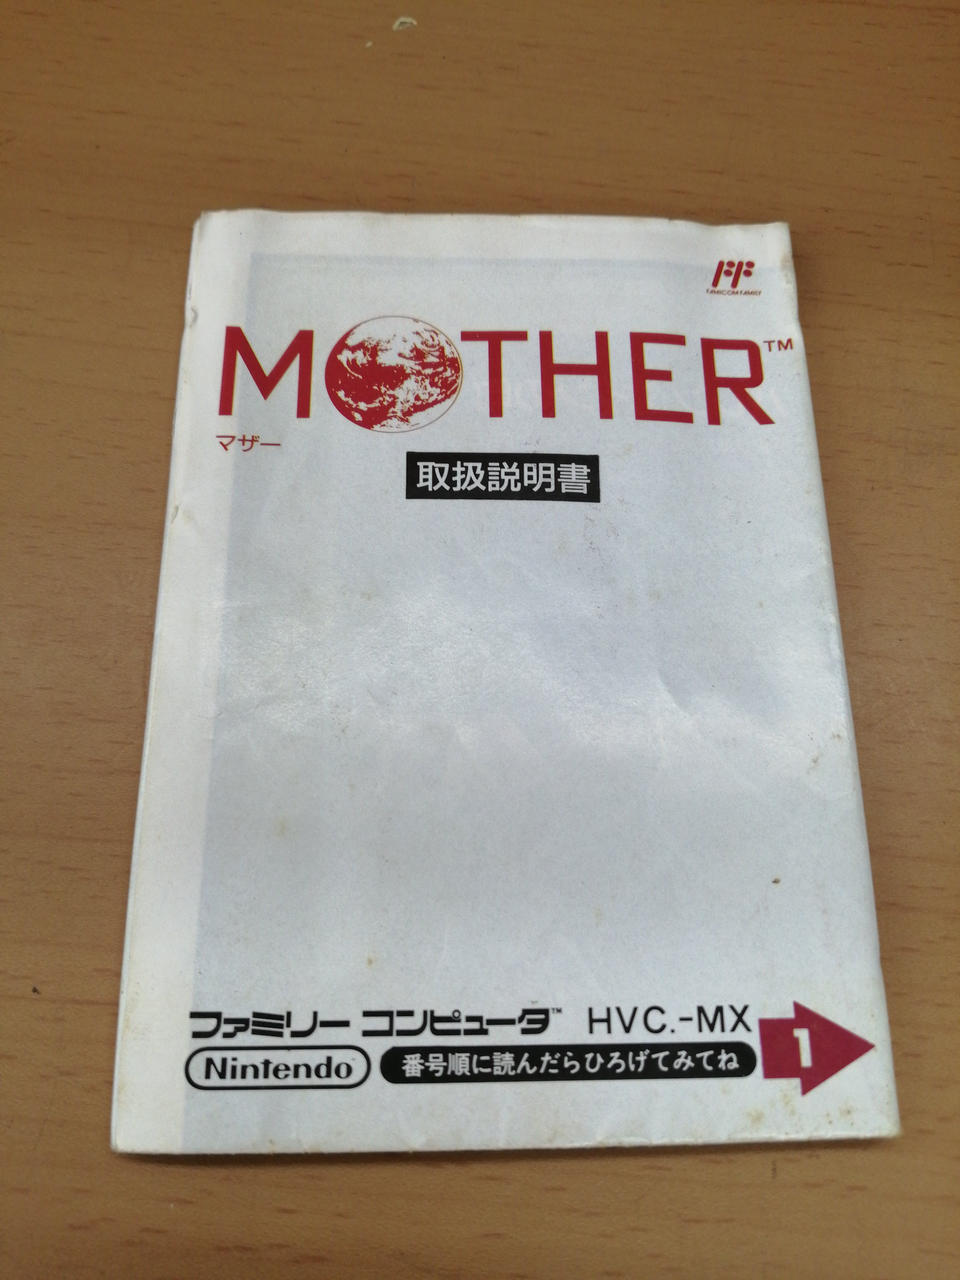 FAMICOM FAMILY
MOTHER™
マザー
取扱説明書
ファミリー コンピュータ™ HVC.-MX
Nintendo 番号順に読んだらひろげてみてね 1